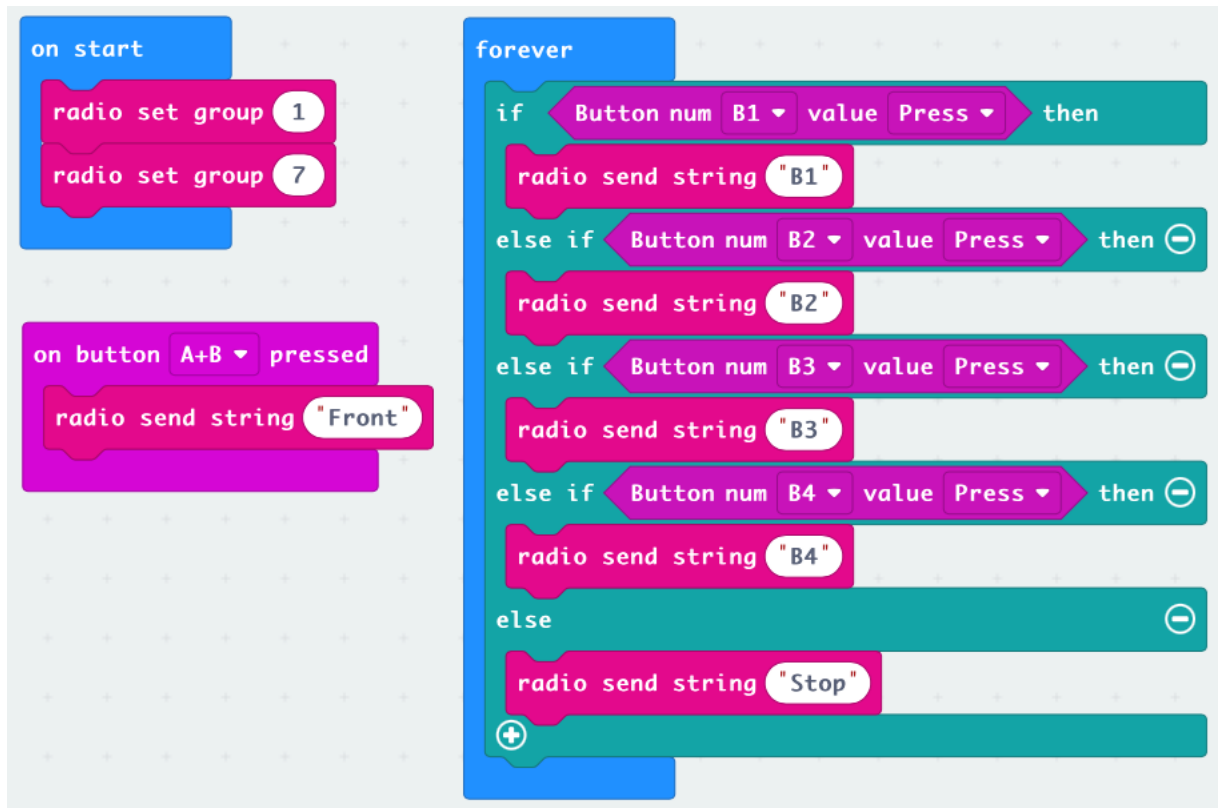 on start
radio set group 1
radio set group 7
on button A+B pressed
radio send string "Front"
forever
if Button num B1 value Press then
radio send string "B1"
else if Button num B2 value Press then
radio send string "B2"
else if Button num B3 value Press then
radio send string "B3"
else if Button num B4 value Press then
radio send string "B4"
else
radio send string "Stop"